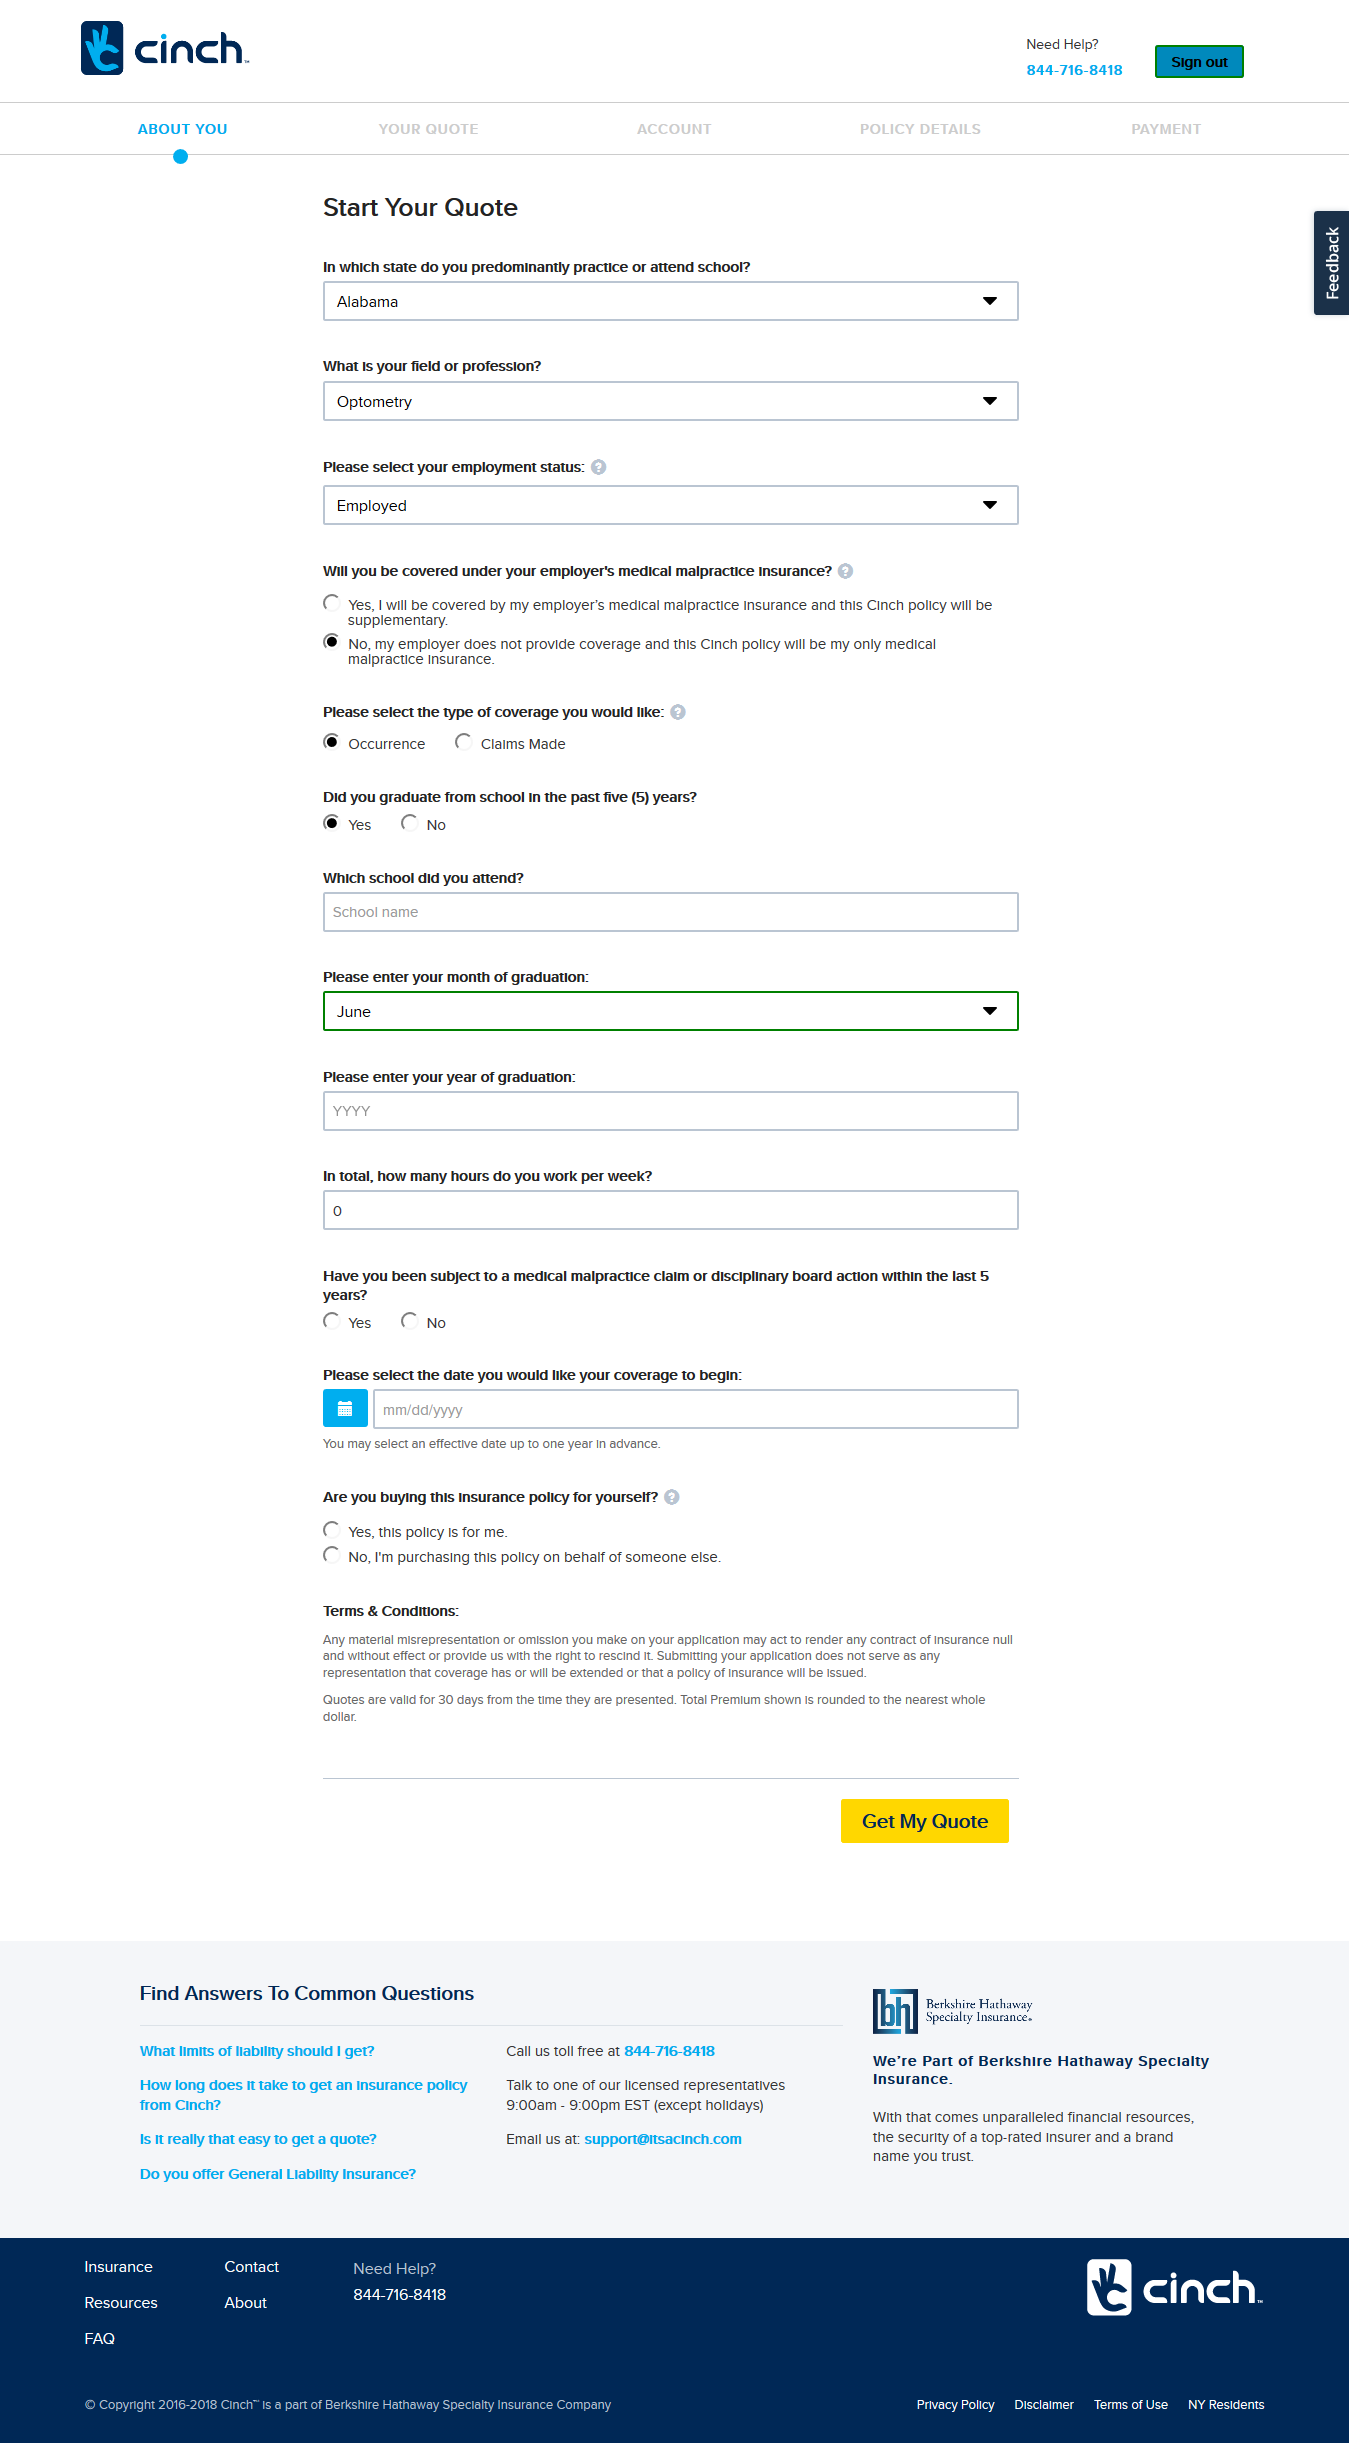 cinch™
Need Help?
844-716-8418
Sign out
ABOUT YOU
YOUR QUOTE
ACCOUNT
POLICY DETAILS
PAYMENT
Feedback
Start Your Quote
In which state do you predominantly practice or attend school?
Alabama
What is your field or profession?
Optometry
Please select your employment status: ?
Employed
Will you be covered under your employer's medical malpractice insurance? ?
Yes, I will be covered by my employer’s medical malpractice insurance and this Cinch policy will be
supplementary.
No, my employer does not provide coverage and this Cinch policy will be my only medical
malpractice insurance.
Please select the type of coverage you would like: ?
Occurrence
Claims Made
Did you graduate from school in the past five (5) years?
Yes
No
Which school did you attend?
School name
Please enter your month of graduation:
June
Please enter your year of graduation:
YYYY
In total, how many hours do you work per week?
0
Have you been subject to a medical malpractice claim or disciplinary board action within the last 5
years?
Yes
No
Please select the date you would like your coverage to begin:
mm/dd/yyyy
You may select an effective date up to one year in advance.
Are you buying this insurance policy for yourself? ?
Yes, this policy is for me.
No, I'm purchasing this policy on behalf of someone else.
Terms & Conditions:
Any material misrepresentation or omission you make on your application may act to render any contract of insurance null
and without effect or provide us with the right to rescind it. Submitting your application does not serve as any
representation that coverage has or will be extended or that a policy of insurance will be issued.
Quotes are valid for 30 days from the time they are presented. Total Premium shown is rounded to the nearest whole
dollar.
Get My Quote
Find Answers To Common Questions
What limits of liability should I get?
How long does it take to get an insurance policy
from Cinch?
Is it really that easy to get a quote?
Do you offer General Liability Insurance?
Call us toll free at 844-716-8418
Talk to one of our licensed representatives
9:00am - 9:00pm EST (except holidays)
Email us at: support@itsacinch.com
bh
Berkshire Hathaway
Specialty Insurance®
We’re Part of Berkshire Hathaway Specialty
Insurance.
With that comes unparalleled financial resources,
the security of a top-rated insurer and a brand
name you trust.
Insurance
Resources
FAQ
Contact
About
Need Help?
844-716-8418
cinch™
© Copyright 2016-2018 Cinch™ is a part of Berkshire Hathaway Specialty Insurance Company
Privacy Policy
Disclaimer
Terms of Use
NY Residents